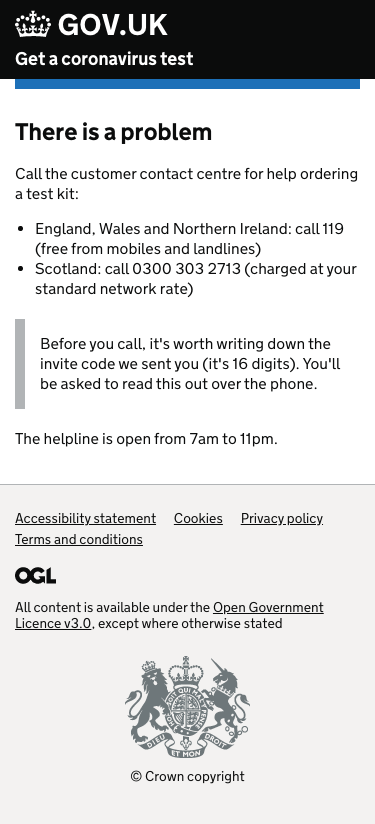 GOV.UK
Get a coronavirus test
There is a problem
Call the customer contact centre for help ordering
a test kit:
• England, Wales and Northern Ireland: call 119
(free from mobiles and landlines)
• Scotland: call 0300 303 2713 (charged at your
standard network rate)
Before you call, it's worth writing down the
invite code we sent you (it's 16 digits). You'll
be asked to read this out over the phone.
The helpline is open from 7am to 11pm.
Accessibility statement Cookies Privacy policy
Terms and conditions
OGL
All content is available under the Open Government
Licence v3.0, except where otherwise stated
DIEU ET MON DROIT
© Crown copyright